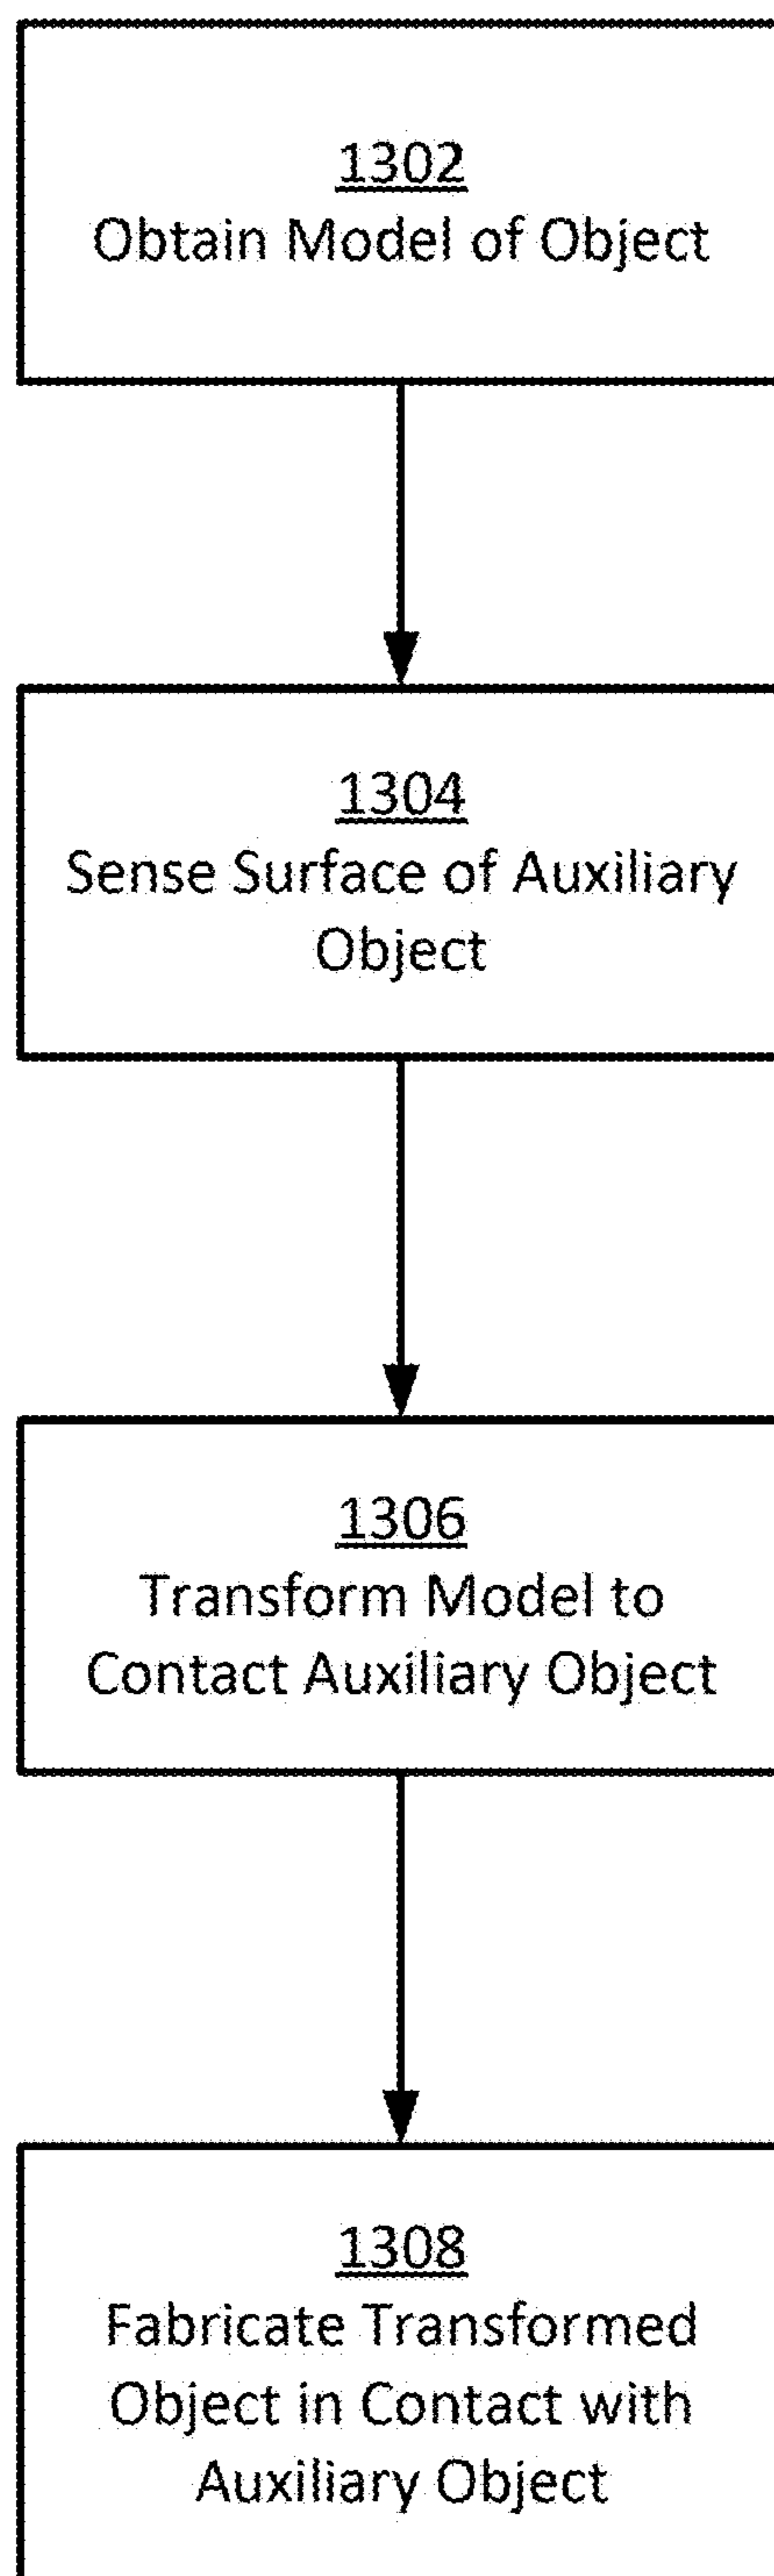 1302
Obtain Model of Object
1304
Sense Surface of Auxiliary
Object
1306
Transform Model to
Contact Auxiliary Object
1308
Fabricate Transformed
Object in Contact with
Auxiliary Object